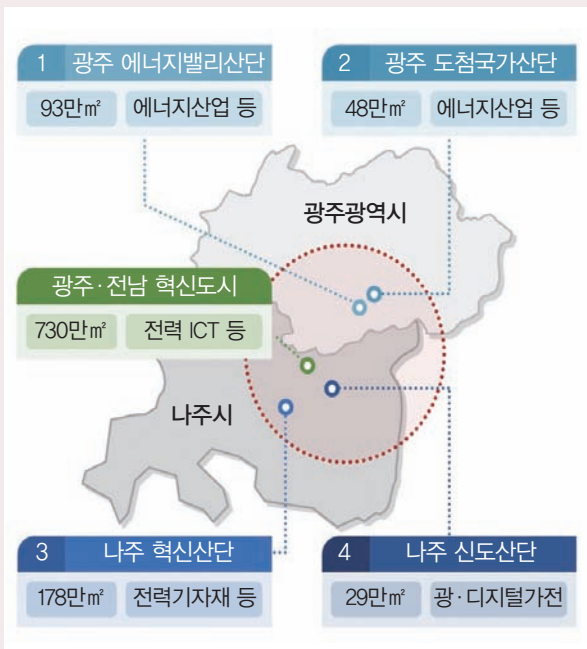 1 광주 에너지밸리산단
93만㎡ 에너지산업 등
2 광주 도첨국가산단
48만㎡ 에너지산업 등
광주광역시
광주·전남 혁신도시
730만㎡ 전력 ICT 등
나주시
3 나주 혁신산단
178만㎡ 전력기자재 등
4 나주 신도산단
29만㎡ 광·디지털가전